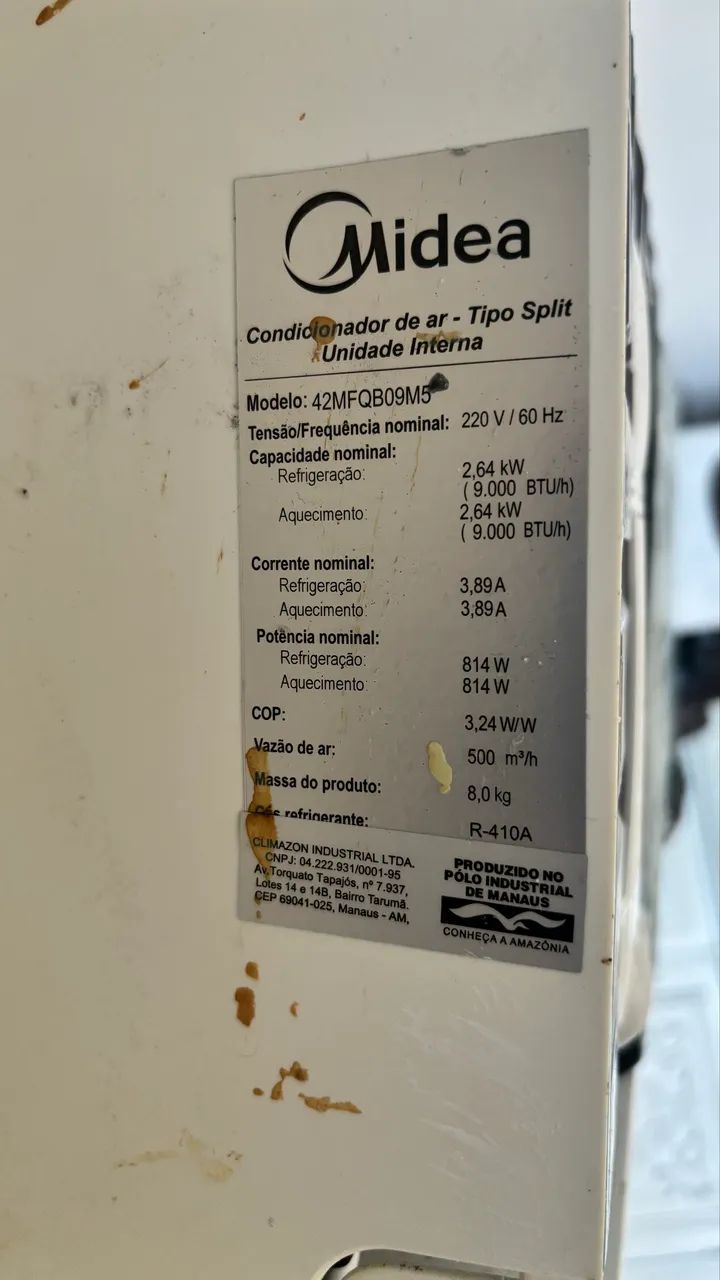 Midea
Condicionador de ar - Tipo Split
Unidade Interna
Modelo: 42MFQB09M5
Tensão/Frequência nominal: 220 V / 60 Hz
Capacidade nominal:
Refrigeração: 2,64 kW
( 9.000 BTU/h)
Aquecimento: 2,64 kW
( 9.000 BTU/h)
Corrente nominal:
Refrigeração: 3,89 A
Aquecimento: 3,89 A
Potência nominal:
Refrigeração: 814 W
Aquecimento: 814 W
COP: 3,24 W/W
Vazão de ar: 500 m³/h
Massa do produto: 8,0 kg
Gás refrigerante: R-410A
CLIMAZON INDUSTRIAL LTDA.
CNPJ: 04.222.931/0001-95
Av.Torquato Tapajós, nº 7.937,
Lotes 14 e 14B, Bairro Tarumã.
CEP 69041-025, Manaus - AM,
PRODUZIDO NO
PÓLO INDUSTRIAL
DE MANAUS
CONHEÇA A AMAZÔNIA